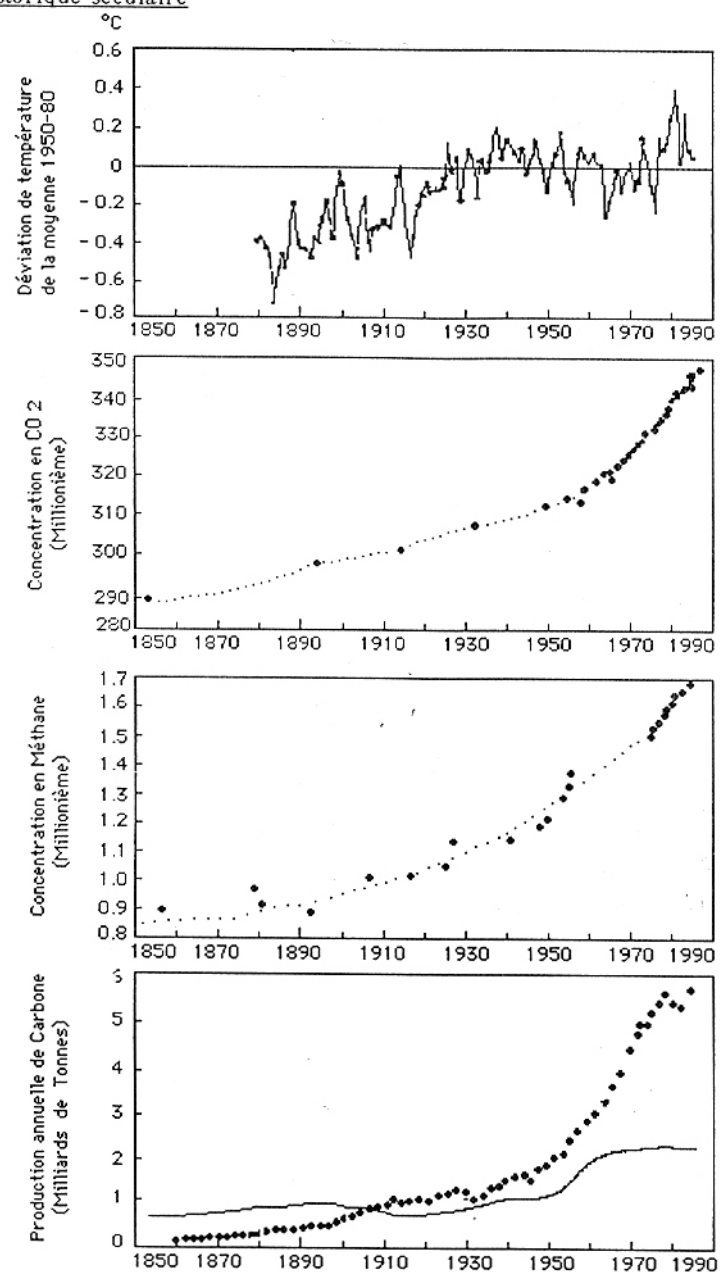 historique séculaire
°C
Déviation de température
de la moyenne 1950-80
0.6
0.4
0.2
0
- 0.2
- 0.4
- 0.6
- 0.8
1850 1870 1890 1910 1930 1950 1970 1990
Concentration en CO 2
(Millionième)
350
340
330
320
310
300
290
280
1850 1870 1890 1910 1930 1950 1970 1990
Concentration en Méthane
(Millionième)
1.7
1.6
1.5
1.3
1.2
1.1
1.0
0.9
0.8
1850 1870 1890 1910 1930 1950 1970 1990
Production annuelle de Carbone
(Milliards de Tonnes)
6
5
4
3
2
1
0
1850 1870 1890 1910 1930 1950 1970 1990